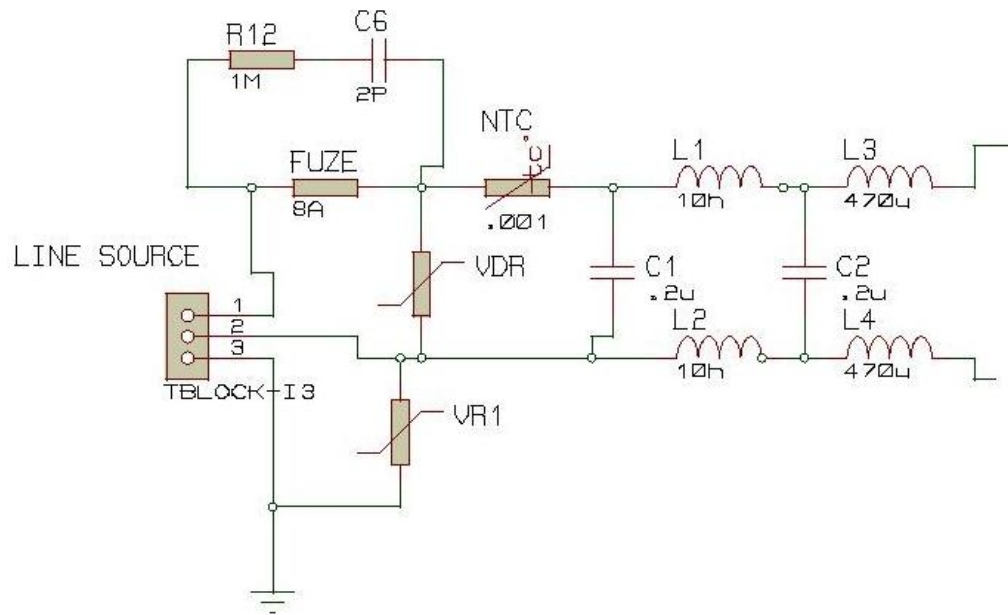 R12
1M
C6
2P
NTC
+t°
.001
FUZE
8A
L1
10h
L3
470u
LINE SOURCE
VDR
C1
.2u
C2
.2u
1
2
3
L2
10h
L4
470u
TBLOCK-I3
VR1